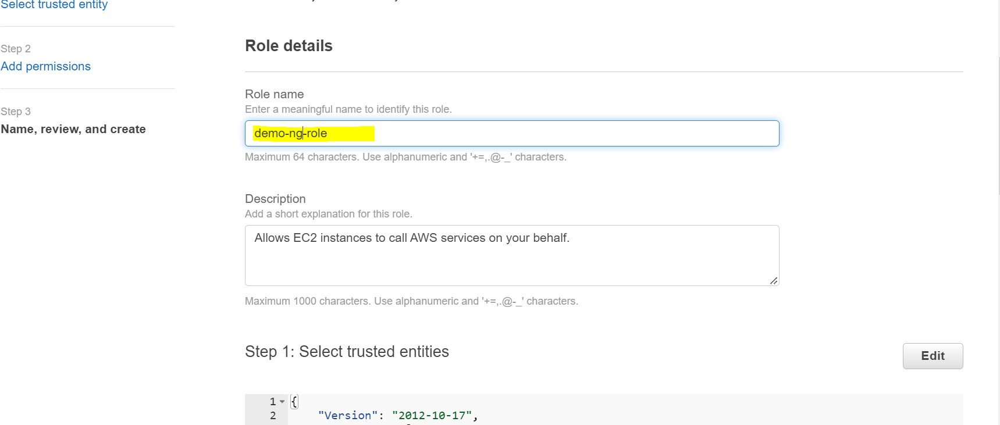 Select trusted entity
Step 2
Add permissions
Step 3
Name, review, and create
Role details
Role name
Enter a meaningful name to identify this role.
demo-ng-role
Maximum 64 characters. Use alphanumeric and '+=,.@-_' characters.
Description
Add a short explanation for this role.
Allows EC2 instances to call AWS services on your behalf.
Maximum 1000 characters. Use alphanumeric and '+=,.@-_' characters.
Step 1: Select trusted entities
Edit
1 {
2 "Version": "2012-10-17",